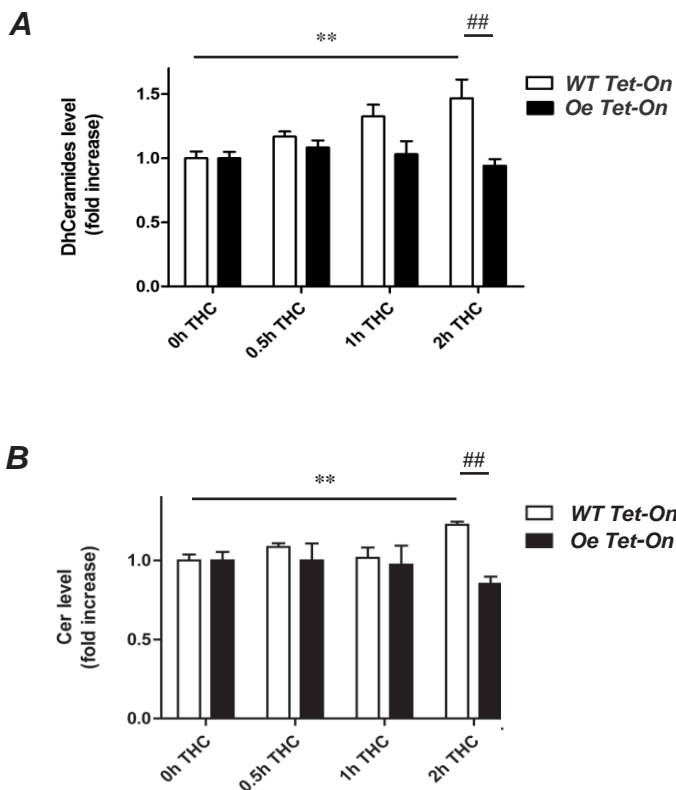 A
**
##
WT Tet-On
Oe Tet-On
DhCeramides level
(fold increase)
1.5
1.0
0.5
0.0
0h THC
0.5h THC
1h THC
2h THC
B
**
##
WT Tet-On
Oe Tet-On
Cer level
(fold increase)
1.0
0.5
0.0
0h THC
0.5h THC
1h THC
2h THC